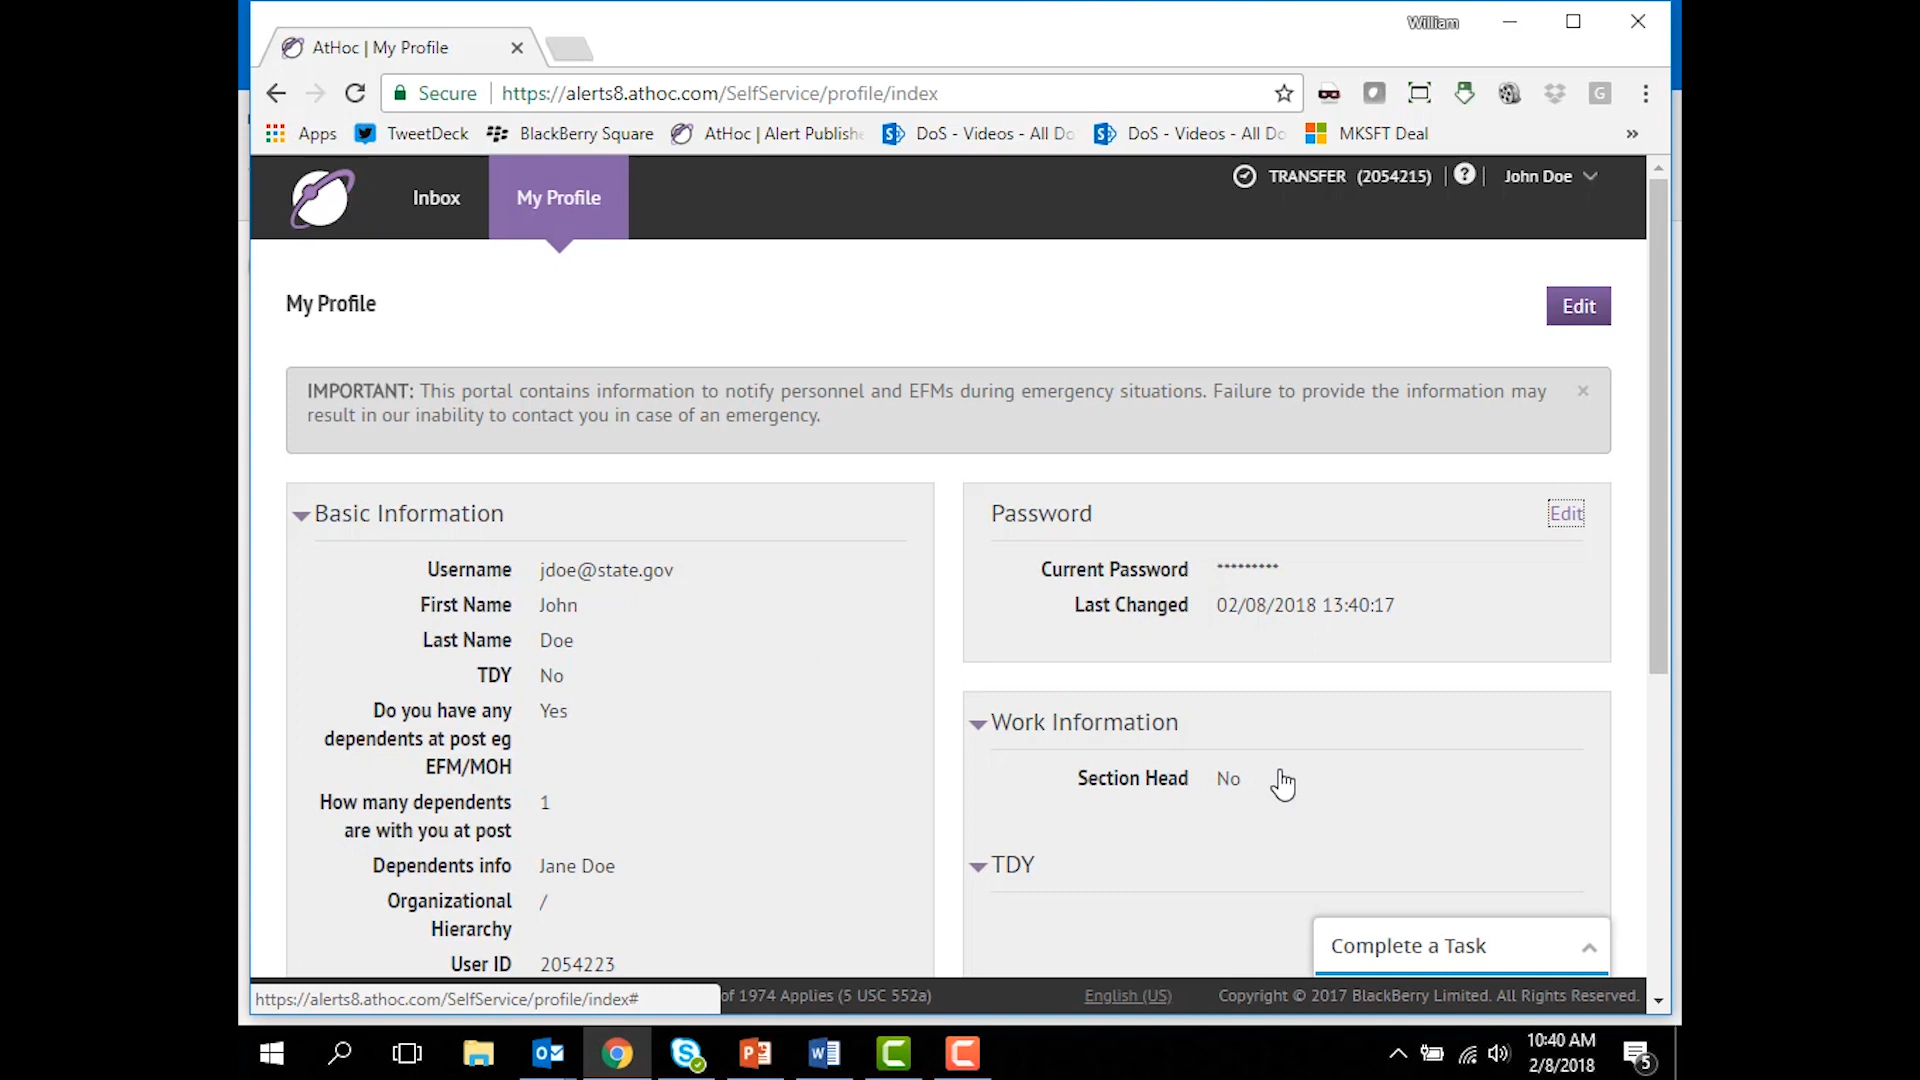 William
AtHoc | My Profile
Secure
https://alerts8.athoc.com/SelfService/profile/index
G
Apps
TweetDeck
BlackBerry Square
AtHoc | Alert Publishe
DoS - Videos - All Do
DoS - Videos - All Do
MKSFT Deal
»
Inbox
My Profile
TRANSFER (2054215)
?
John Doe
My Profile
Edit
IMPORTANT: This portal contains information to notify personnel and EFMs during emergency situations. Failure to provide the information may
result in our inability to contact you in case of an emergency.
Basic Information
Username jdoe@state.gov
First Name John
Last Name Doe
TDY No
Do you have any Yes
dependents at post eg
EFM/MOH
How many dependents 1
are with you at post
Dependents info Jane Doe
Organizational /
Hierarchy
User ID 2054223
Password Edit
Current Password *********
Last Changed 02/08/2018 13:40:17
Work Information
Section Head No
TDY
Complete a Task
https://alerts8.athoc.com/SelfService/profile/index#
of 1974 Applies (5 USC 552a)
English (US)
Copyright © 2017 BlackBerry Limited. All Rights Reserved.
10:40 AM
2/8/2018
5